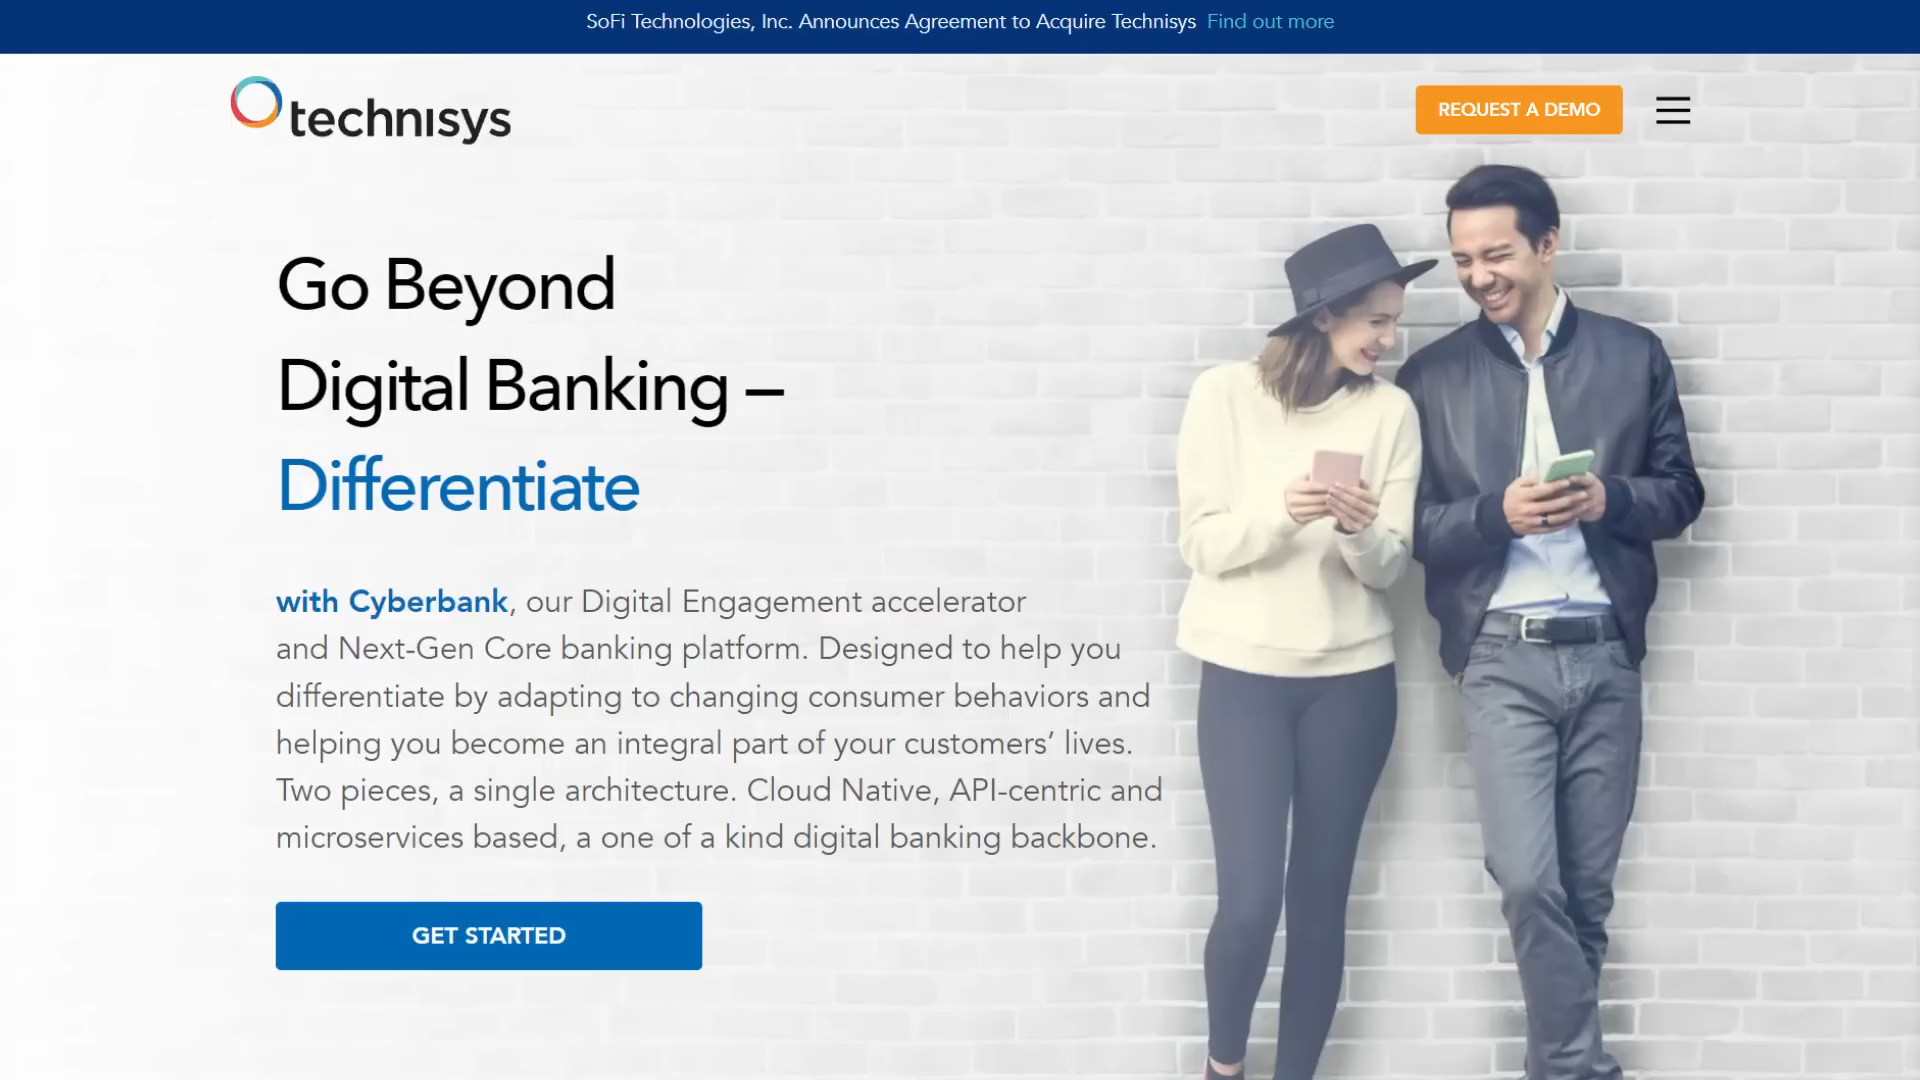 SoFi Technologies, Inc. Announces Agreement to Acquire Technisys Find out more
technisys
REQUEST A DEMO
Go Beyond
Digital Banking –
Differentiate
with Cyberbank, our Digital Engagement accelerator
and Next-Gen Core banking platform. Designed to help you
differentiate by adapting to changing consumer behaviors and
helping you become an integral part of your customers’ lives.
Two pieces, a single architecture. Cloud Native, API-centric and
microservices based, a one of a kind digital banking backbone.
GET STARTED